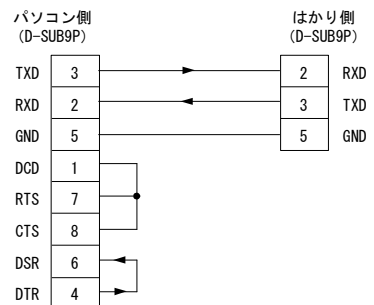 パソコン側
(D-SUB9P)
はかり側
(D-SUB9P)
TXD 3 2 RXD
RXD 2 3 TXD
GND 5 5 GND
DCD 1
RTS 7
CTS 8
DSR 6
DTR 4